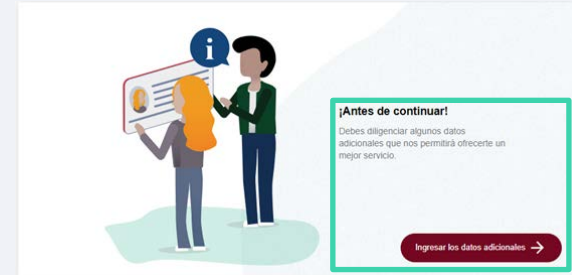 i
¡Antes de continuar!
Debes diligenciar algunos datos
adicionales que nos permitirá ofrecerte un
mejor servicio.
Ingresar los datos adicionales →